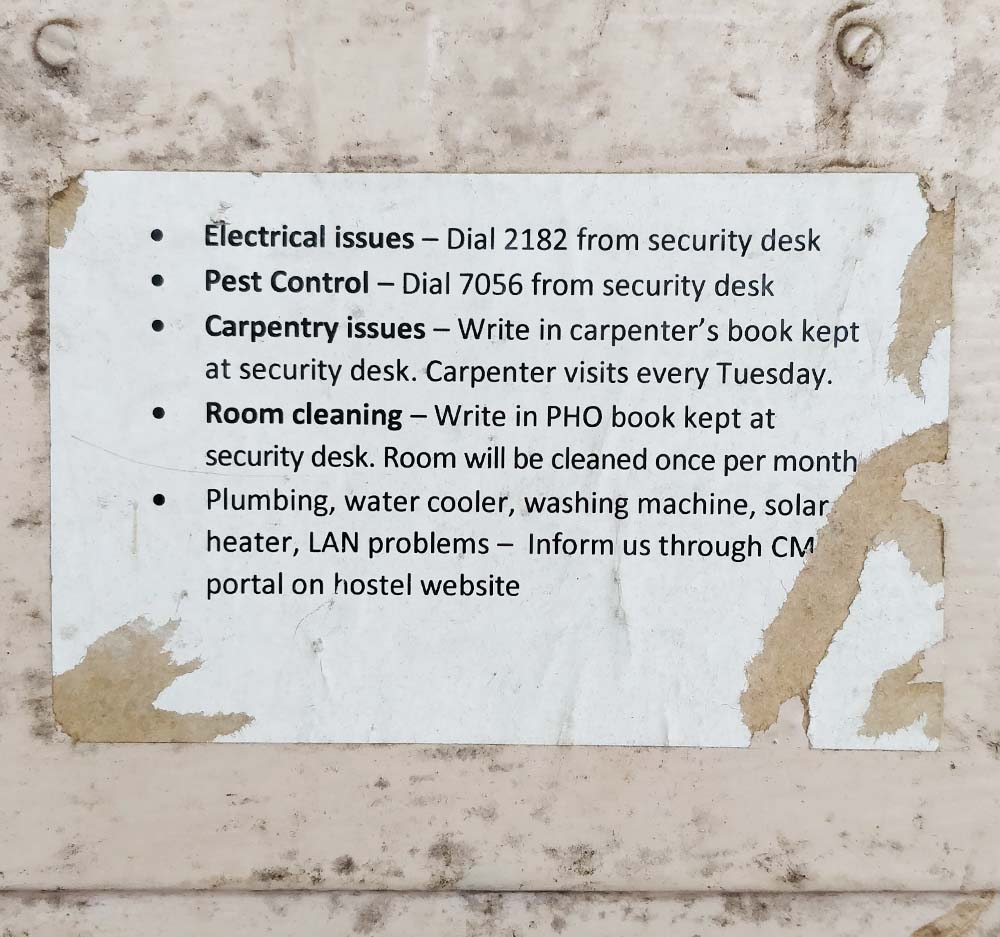 • Electrical issues – Dial 2182 from security desk
• Pest Control – Dial 7056 from security desk
• Carpentry issues – Write in carpenter's book kept
at security desk. Carpenter visits every Tuesday.
• Room cleaning – Write in PHO book kept at
security desk. Room will be cleaned once per month
• Plumbing, water cooler, washing machine, solar
heater, LAN problems – Inform us through
portal on hostel website